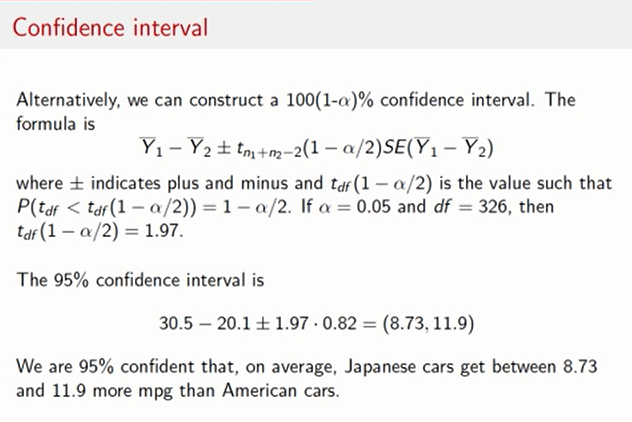 Confidence interval
Alternatively, we can construct a 100(1-α)% confidence interval. The
formula is
Y̅₁ − Y̅₂ ± tₙ₁₊ₙ₂₋₂(1 − α/2)SE(Y̅₁ − Y̅₂)
where ± indicates plus and minus and t_df(1 − α/2) is the value such that
P(t_df < t_df(1 − α/2)) = 1 − α/2. If α = 0.05 and df = 326, then
t_df(1 − α/2) = 1.97.
The 95% confidence interval is
30.5 − 20.1 ± 1.97 · 0.82 = (8.73, 11.9)
We are 95% confident that, on average, Japanese cars get between 8.73
and 11.9 more mpg than American cars.